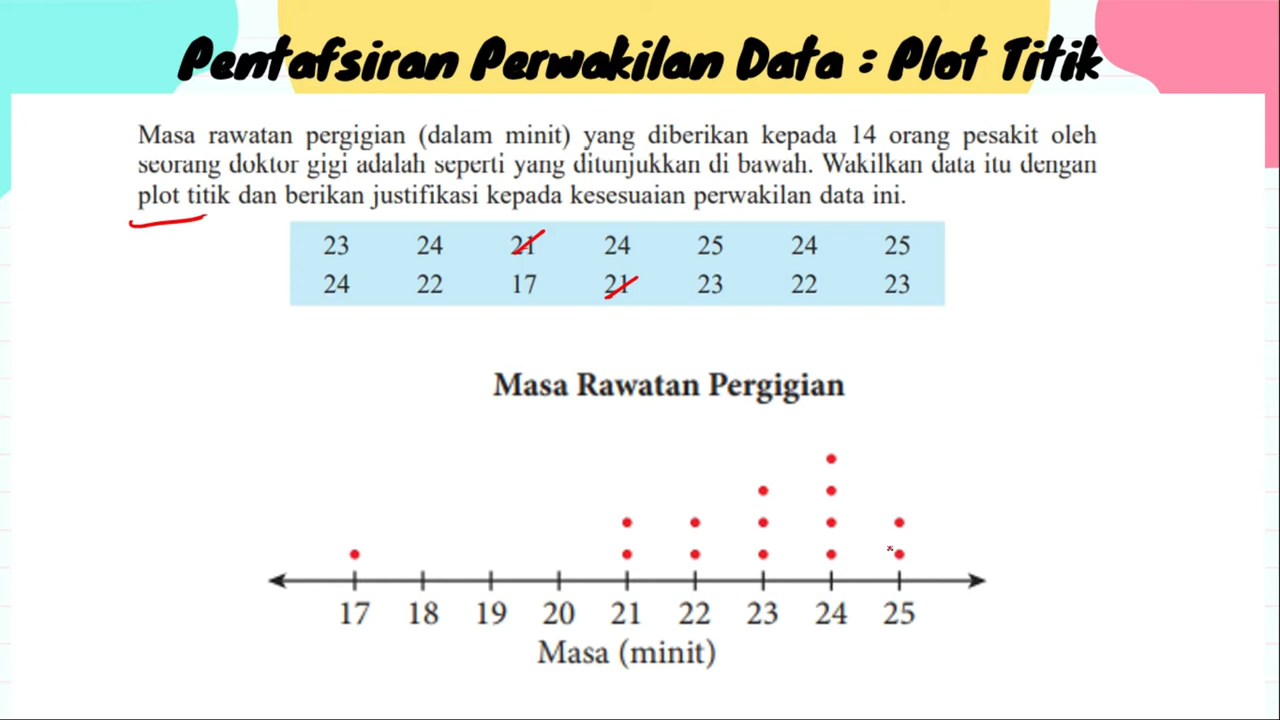 Pentafsiran Perwakilan Data : Plot Titik
Masa rawatan pergigian (dalam minit) yang diberikan kepada 14 orang pesakit oleh
seorang doktor gigi adalah seperti yang ditunjukkan di bawah. Wakilkan data itu dengan
plot titik dan berikan justifikasi kepada kesesuaian perwakilan data ini.
23 24 21 24 25 24 25
24 22 17 21 23 22 23
Masa Rawatan Pergigian
17 18 19 20 21 22 23 24 25
Masa (minit)